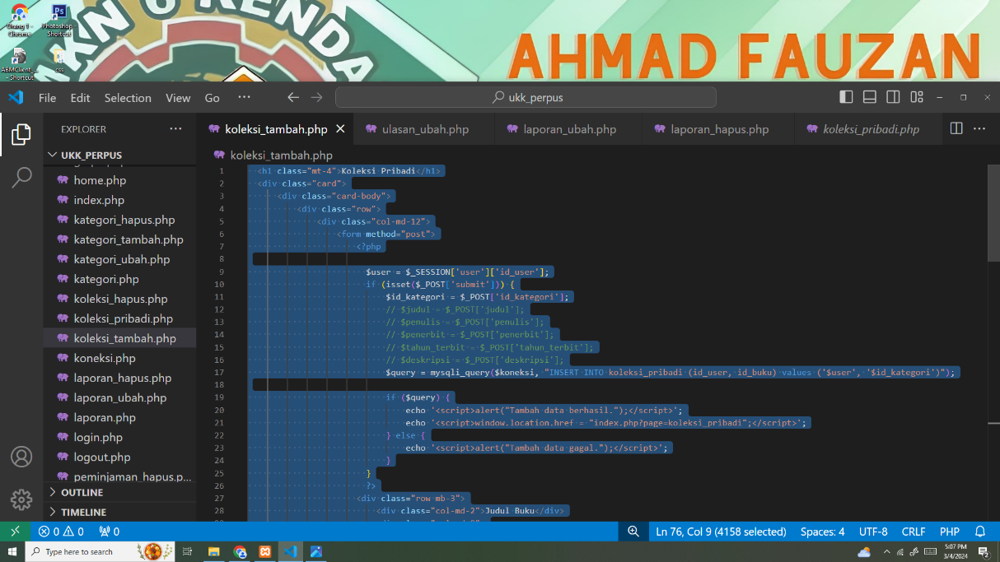 Orang 1 -
Chrome
Photoshop -
Shortcut
ABMClient_...
- Shortcut
css
N 0 RENDA
AHMAD FAUZAN
File Edit Selection View Go ...
ukk_perpus
EXPLORER
koleksi_tambah.php
ulasan_ubah.php
laporan_ubah.php
laporan_hapus.php
koleksi_pribadi.php
UKK_PERPUS
home.php
index.php
kategori_hapus.php
kategori_tambah.php
kategori_ubah.php
kategori.php
koleksi_hapus.php
koleksi_pribadi.php
koleksi_tambah.php
koneksi.php
laporan_hapus.php
laporan_ubah.php
laporan.php
login.php
logout.php
peminjaman_hapus.p...
OUTLINE
TIMELINE
koleksi_tambah.php
1 <h1 class="mt-4">Koleksi Pribadi</h1>
2 <div class="card">
3 <div class="card-body">
4 <div class="row">
5 <div class="col-md-12">
6 <form method="post">
7 <?php
8
9 $user = $_SESSION['user']['id_user'];
10 if (isset($_POST['submit'])) {
11 $id_kategori = $_POST['id_kategori'];
12 // $judul = $_POST['judul'];
13 // $penulis = $_POST['penulis'];
14 // $penerbit = $_POST['penerbit'];
15 // $tahun_terbit = $_POST['tahun_terbit'];
16 // $deskripsi = $_POST['deskripsi'];
17 $query = mysqli_query($koneksi, "INSERT INTO koleksi_pribadi (id_user, id_buku) values ('$user', '$id_kategori')");
18
19 if ($query) {
20 echo '<script>alert("Tambah data berhasil.");</script>';
21 echo '<script>window.location.href = "index.php?page=koleksi_pribadi";</script>';
22 } else {
23 echo '<script>alert("Tambah data gagal.");</script>';
24 }
25 }
26 ?>
27 <div class="row mb-3">
28 <div class="col-md-2">Judul Buku</div>
0 0 0
Ln 76, Col 9 (4158 selected) Spaces: 4 UTF-8 CRLF PHP
Type here to search
5:07 PM
3/4/2024
2